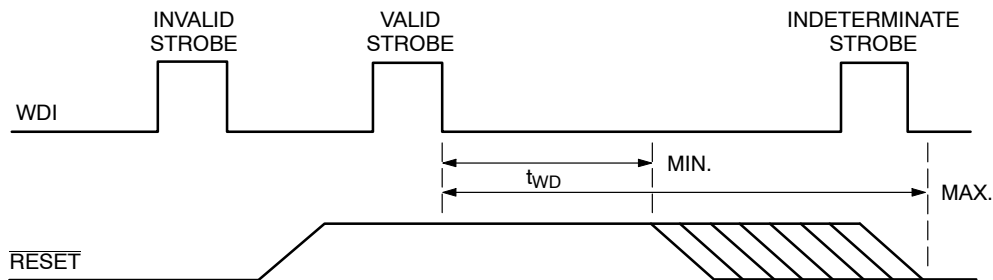 INVALID
STROBE
VALID
STROBE
INDETERMINATE
STROBE
WDI
tWD
MIN.
MAX.
RESET